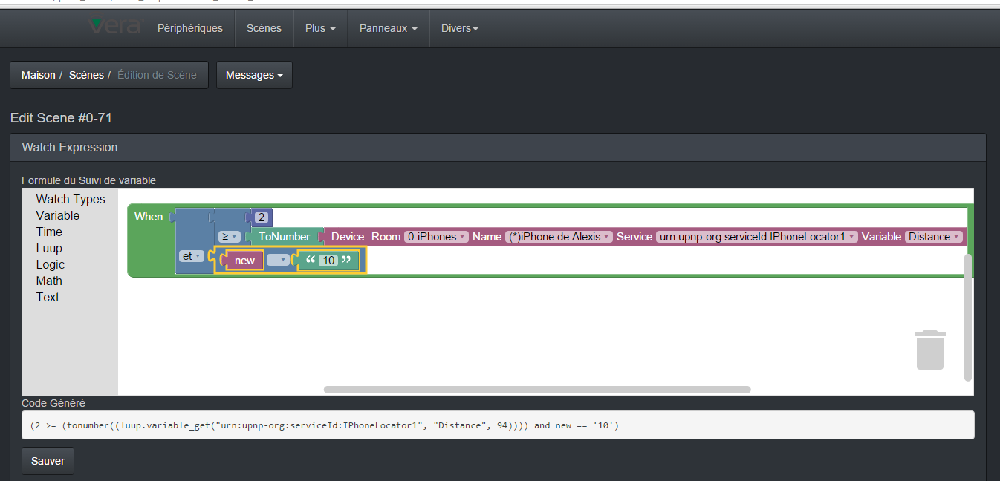 vera Périphériques Scènes Plus Panneaux Divers
Maison / Scènes / Édition de Scène Messages
Edit Scene #0-71
Watch Expression
Formule du Suivi de variable
Watch Types
Variable
Time
Luup
Logic
Math
Text
When 2
≥ ToNumber Device Room 0-iPhones Name (*)iPhone de Alexis Service urn:upnp-org:serviceId:IPhoneLocator1 Variable Distance
et new = “ 10 ”
Code Généré
(2 >= (tonumber((luup.variable_get("urn:upnp-org:serviceId:IPhoneLocator1", "Distance", 94)))) and new == '10')
Sauver